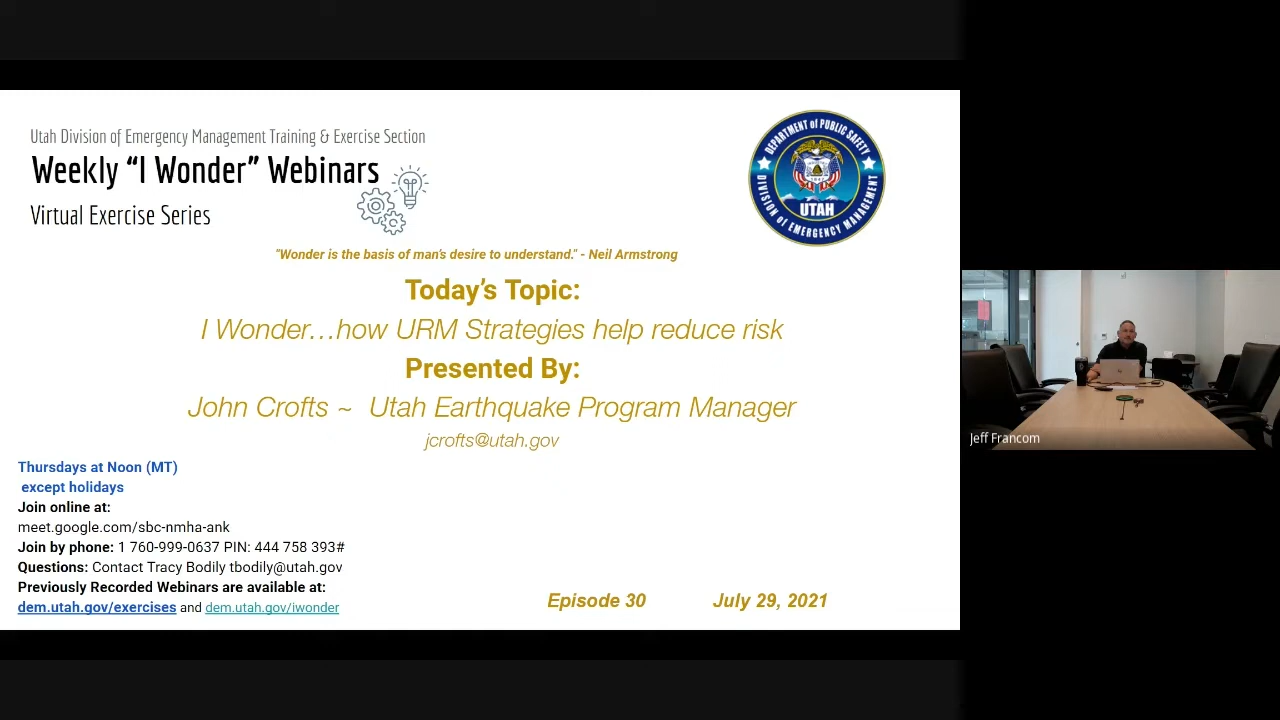 Utah Division of Emergency Management Training & Exercise Section
Weekly “I Wonder” Webinars
Virtual Exercise Series
DEPARTMENT of PUBLIC SAFETY
UTAH
DIVISION of EMERGENCY MANAGEMENT
"Wonder is the basis of man's desire to understand." - Neil Armstrong
Today’s Topic:
I Wonder…how URM Strategies help reduce risk
Presented By:
John Crofts ~ Utah Earthquake Program Manager
jcrofts@utah.gov
Thursdays at Noon (MT)
except holidays
Join online at:
meet.google.com/sbc-nmha-ank
Join by phone: 1 760-999-0637 PIN: 444 758 393#
Questions: Contact Tracy Bodily tbodily@utah.gov
Previously Recorded Webinars are available at:
dem.utah.gov/exercises and dem.utah.gov/iwonder
Episode 30 July 29, 2021
Jeff Francom